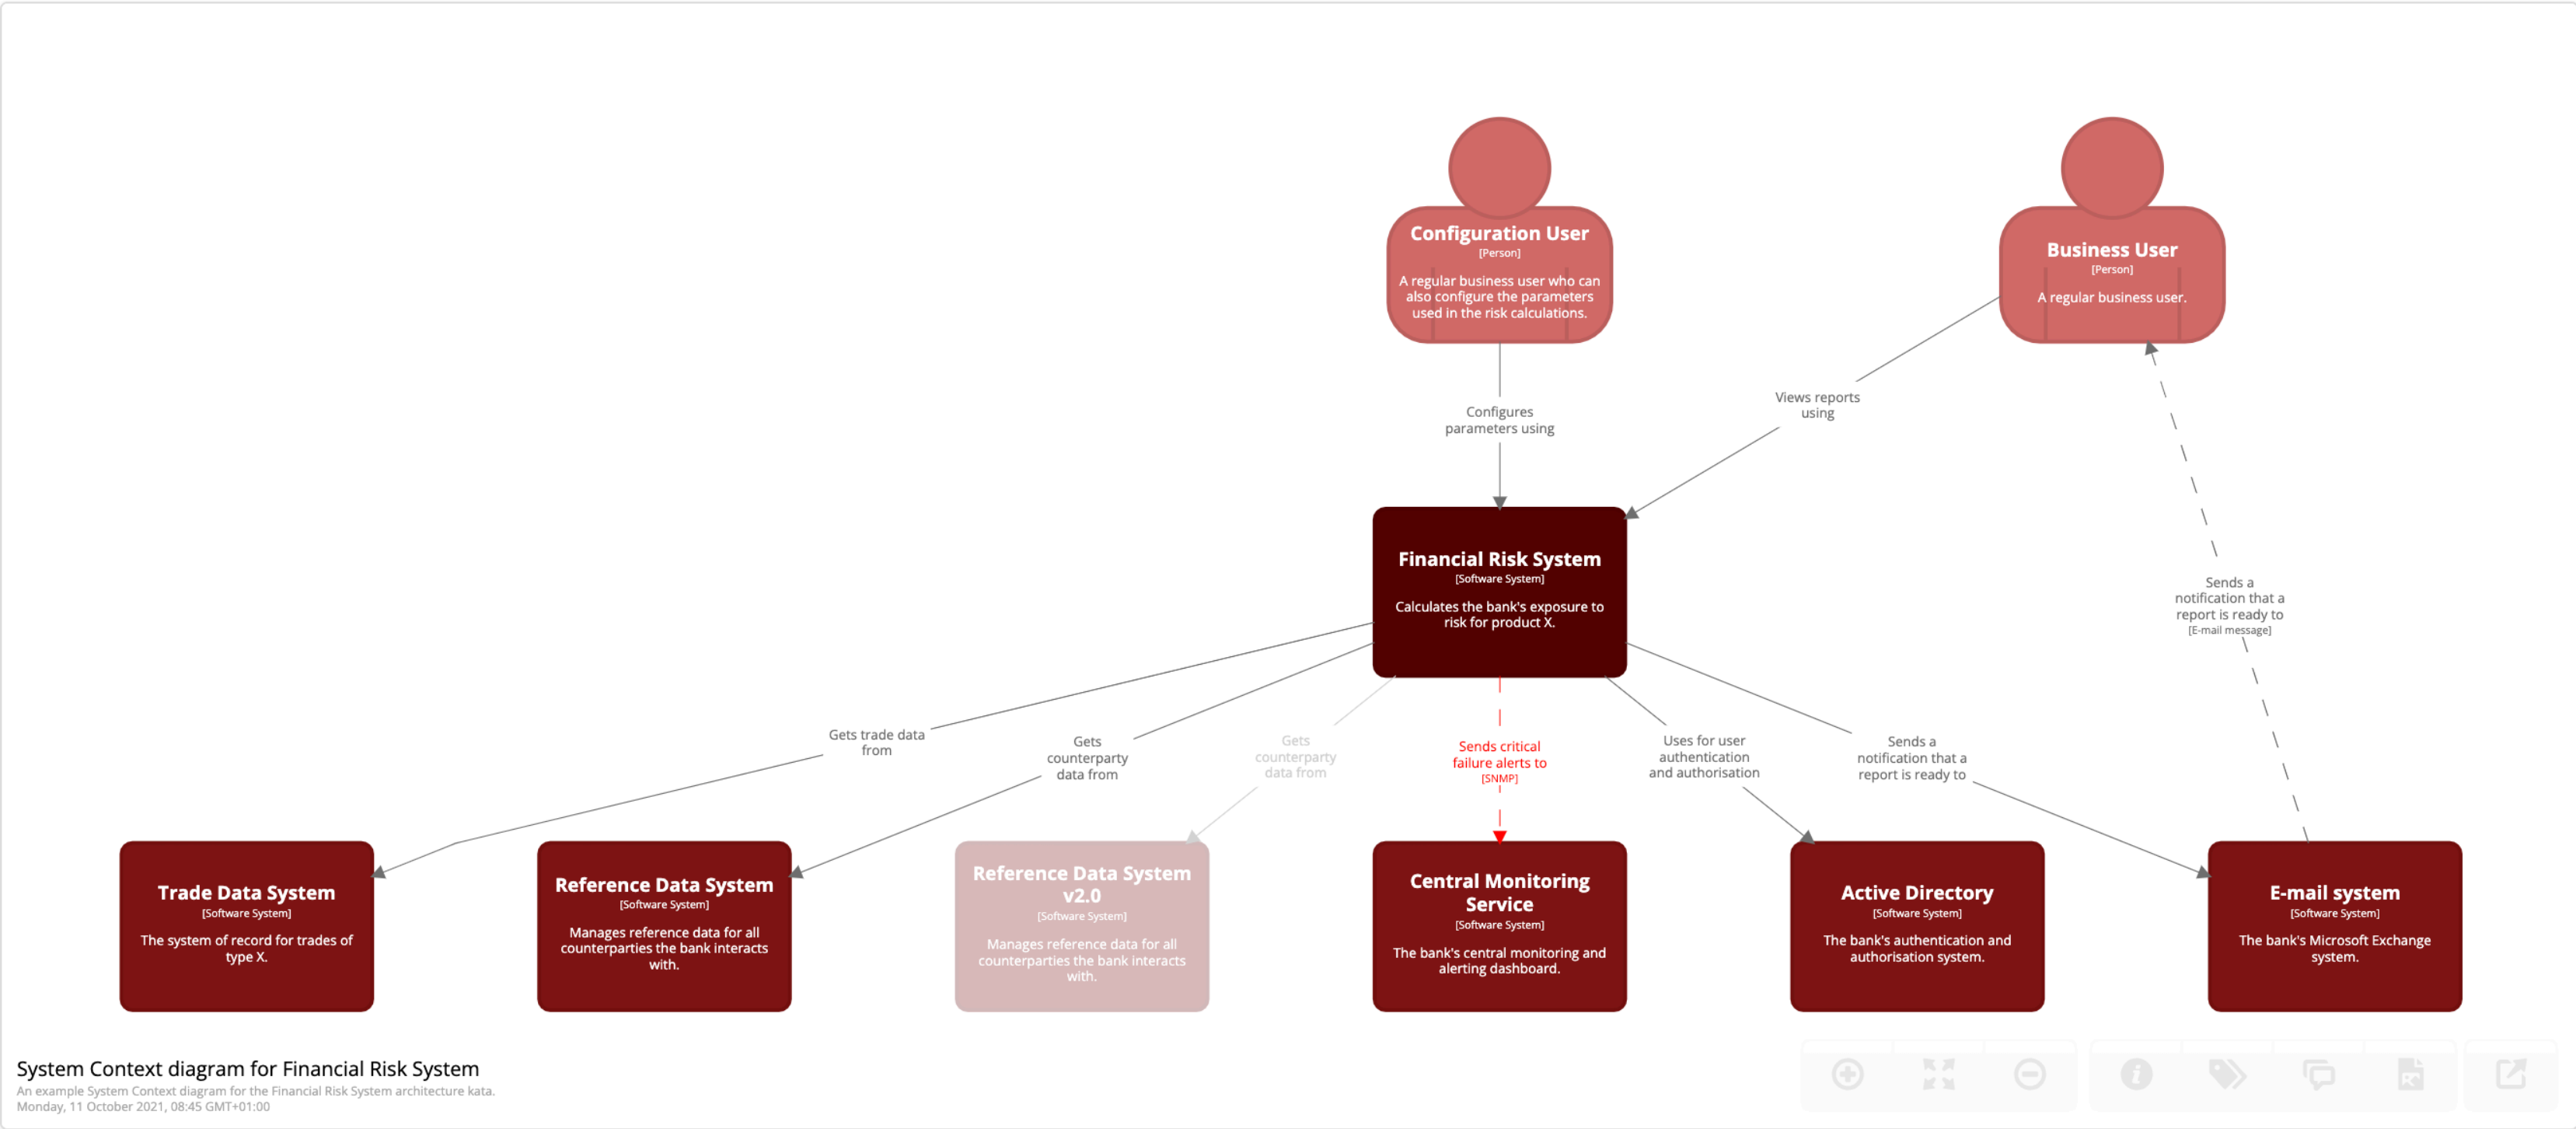 Configuration User
[Person]
A regular business user who can
also configure the parameters
used in the risk calculations.
Business User
[Person]
A regular business user.
Configures
parameters using
Views reports
using
Financial Risk System
[Software System]
Calculates the bank's exposure to
risk for product X.
Sends a
notification that a
report is ready to
[E-mail message]
Gets trade data
from
Gets
counterparty
data from
Gets
counterparty
data from
Sends critical
failure alerts to
[SNMP]
Uses for user
authentication
and authorisation
Sends a
notification that a
report is ready to
Trade Data System
[Software System]
The system of record for trades of
type X.
Reference Data System
[Software System]
Manages reference data for all
counterparties the bank interacts
with.
Reference Data System
v2.0
[Software System]
Manages reference data for all
counterparties the bank interacts
with.
Central Monitoring
Service
[Software System]
The bank's central monitoring and
alerting dashboard.
Active Directory
[Software System]
The bank's authentication and
authorisation system.
E-mail system
[Software System]
The bank's Microsoft Exchange
system.
System Context diagram for Financial Risk System
An example System Context diagram for the Financial Risk System architecture kata.
Monday, 11 October 2021, 08:45 GMT+01:00